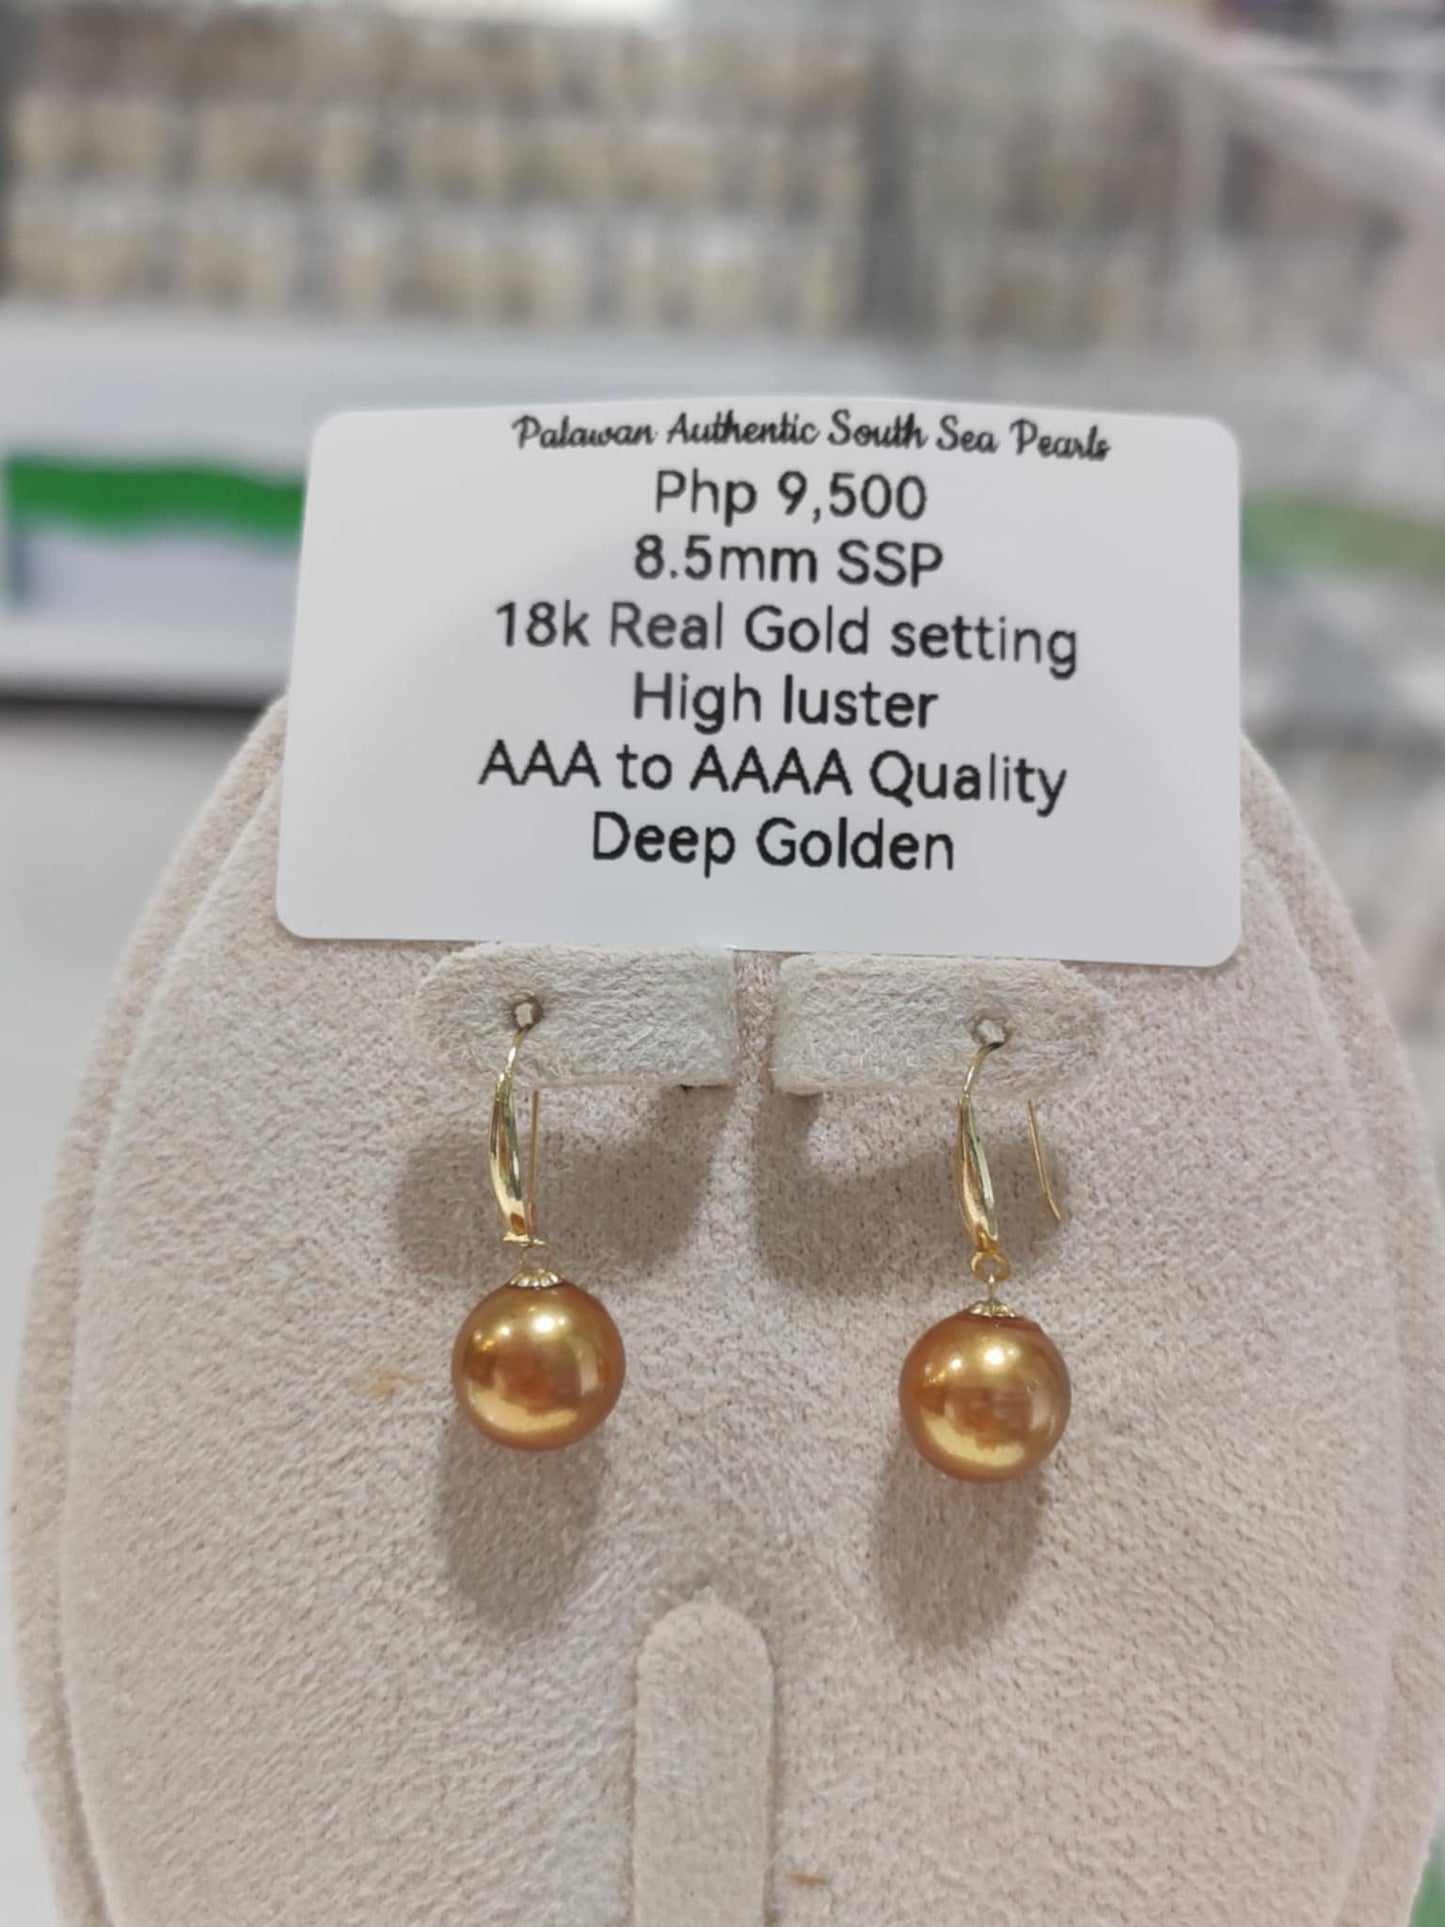 Palawan Authentic South Sea Pearls
Php 9,500
8.5mm SSP
18k Real Gold setting
High luster
AAA to AAAA Quality
Deep Golden